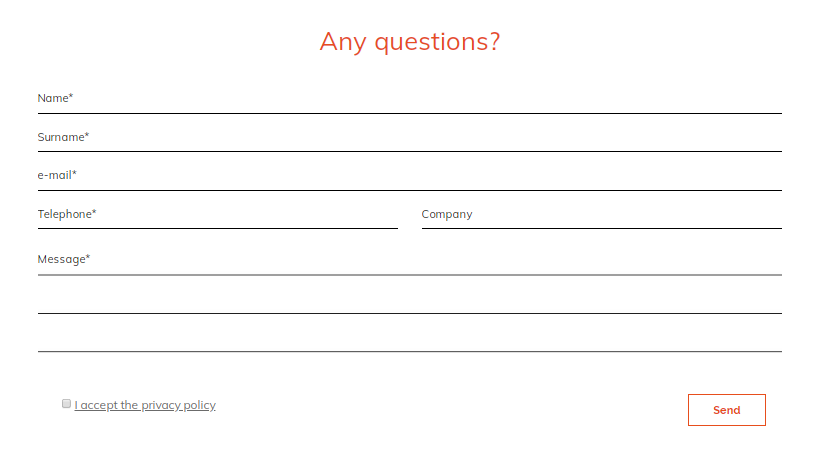 Any questions?
Name*
Surname*
e-mail*
Telephone* Company
Message*
I accept the privacy policy Send